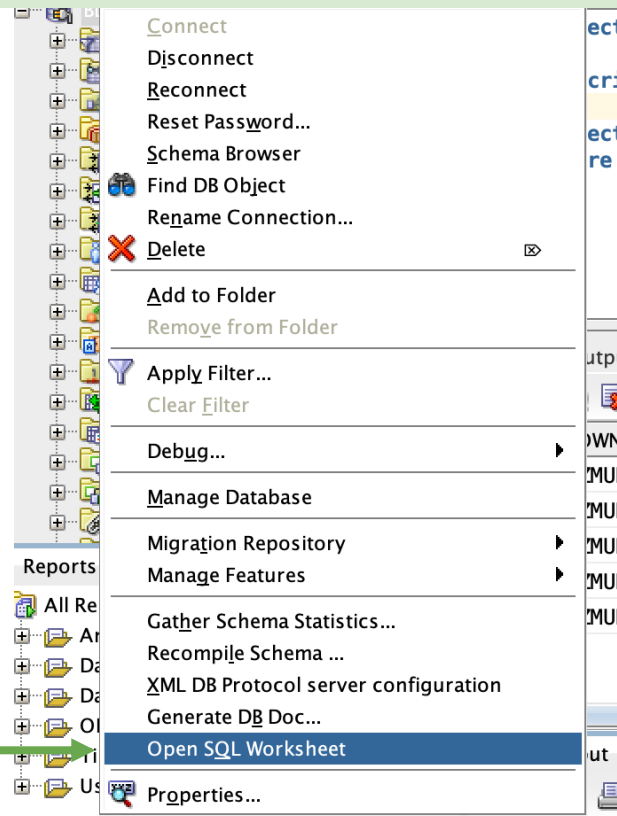 Connect
Disconnect
Reconnect
Reset Password...
Schema Browser
Find DB Object
Rename Connection...
Delete
Add to Folder
Remove from Folder
Apply Filter...
Clear Filter
Debug...
Manage Database
Migration Repository
Manage Features
Gather Schema Statistics...
Recompile Schema ...
XML DB Protocol server configuration
Generate DB Doc...
Open SQL Worksheet
Properties...
Reports
All Re